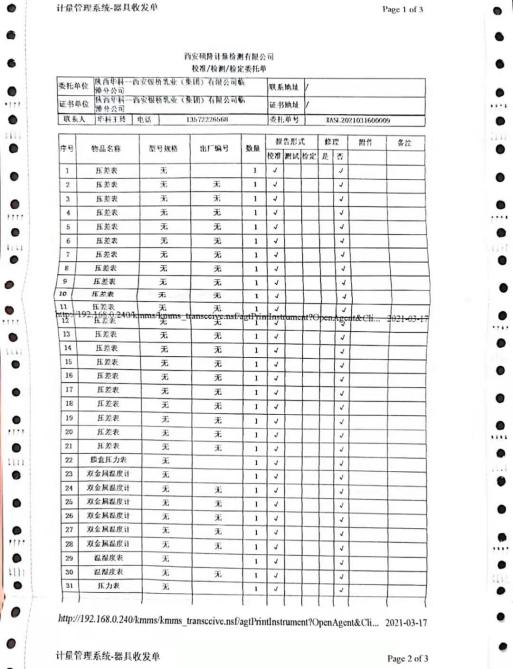 计量管理系统-器具收发单 Page 1 of 3
西安硕隆计量检测有限公司
校准/检测/检定委托单
委托单位 陕西华科—西安银桥乳业(集团)有限公司临潼分公司 联系地址 /
证书单位 陕西华科—西安银桥乳业(集团)有限公司临潼分公司 证书地址 /
联系人 电话 13572226568 委托单号 XASL2021031600009
序号 物品名称 型号规格 出厂编号 数量 报告形式 修理 附件 备注
校准 测试 检定 是 否
1 压差表 无 1 √ √
2 压差表 无 无 1 √ √
3 压差表 无 无 1 √ √
4 压差表 无 无 1 √ √
5 压差表 无 无 1 √ √
6 压差表 无 无 1 √ √
7 压差表 无 无 1 √ √
8 压差表 无 无 1 √ √
9 压差表 无 无 1 √ √
10 压差表 无 无 1 √ √
11 压差表 无 无 1 √ √
http://192.168.0.240/kmms/kmms_transceive.nsf/agtPrintInstrument?OpenAgent&Cli... 2021-03-17
12 压差表 无 无 1 √ √
13 压差表 无 无 1 √ √
14 压差表 无 无 1 √ √
15 压差表 无 无 1 √ √
16 压差表 无 无 1 √ √
17 压差表 无 无 1 √ √
18 压差表 无 无 1 √ √
19 压差表 无 无 1 √ √
20 压差表 无 无 1 √ √
21 压差表 无 无 1 √ √
22 膜盒压力表 无 1 √ √
23 双金属温度计 无 1 √ √
24 双金属温度计 无 无 1 √ √
25 双金属温度计 无 无 1 √ √
26 双金属温度计 无 无 1 √ √
27 双金属温度计 无 无 1 √ √
28 双金属温度计 无 无 1 √ √
29 温湿度表 无 1 √ √
30 温湿度表 无 无 1 √ √
31 压力表 无 1 √ √
http://192.168.0.240/kmms/kmms_transceive.nsf/agtPrintInstrument?OpenAgent&Cli... 2021-03-17
计量管理系统-器具收发单 Page 2 of 3